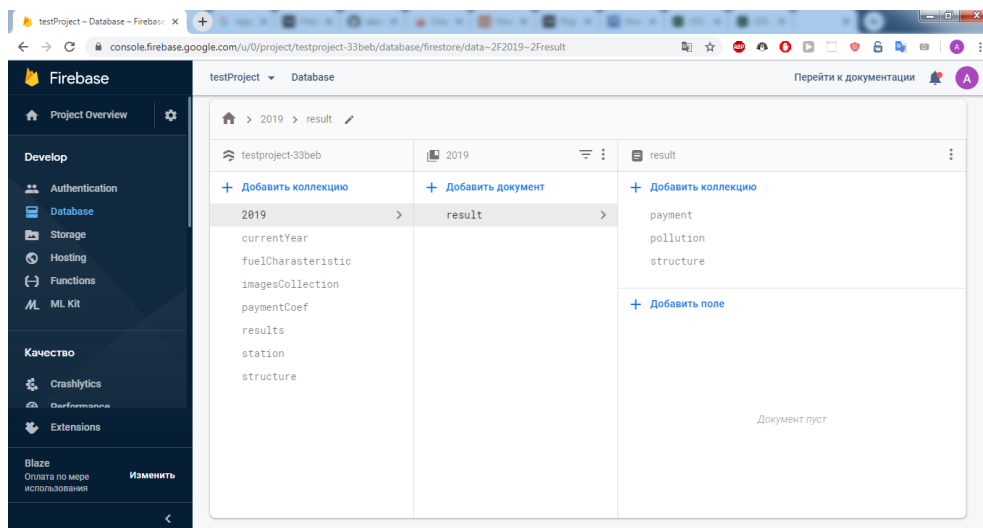 testProject – Database – Firebase
console.firebase.google.com/u/0/project/testproject-33beb/database/firestore/data~2F2019~2Fresult
Firebase
testProject Database
Перейти к документации
A
Project Overview
2019 > result
Develop
Authentication
Database
Storage
Hosting
Functions
ML Kit
Качество
Crashlytics
Performance
Extensions
Blaze
Оплата по мере
использования
Изменить
testproject-33beb
Добавить коллекцию
2019
currentYear
fuelCharasteristic
imagesCollection
paymentCoef
results
station
structure
2019
Добавить документ
result
result
Добавить коллекцию
payment
pollution
structure
Добавить поле
Документ пуст